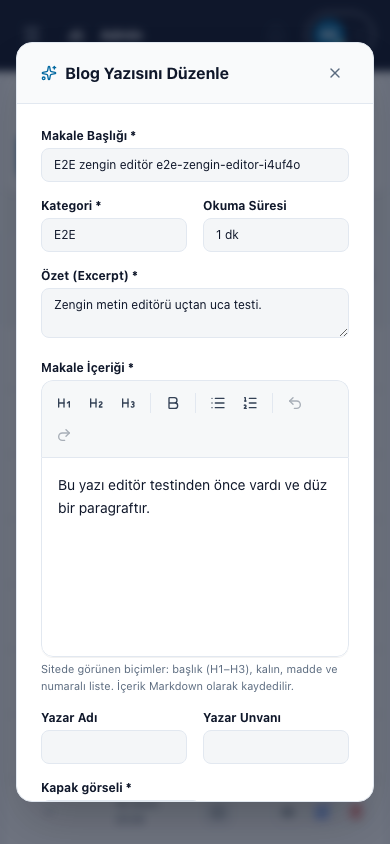 Blog Yazısını Düzenle
Makale Başlığı *
E2E zengin editör e2e-zengin-editor-i4uf4o
Kategori *
Okuma Süresi
E2E
1 dk
Özet (Excerpt) *
Zengin metin editörü uçtan uca testi.
Makale İçeriği *
H1 H2 H3 B
Bu yazı editör testinden önce vardı ve düz
bir paragraftır.
Sitede görünen biçimler: başlık (H1–H3), kalın, madde ve
numaralı liste. İçerik Markdown olarak kaydedilir.
Yazar Adı
Yazar Unvanı
Kapak görseli *